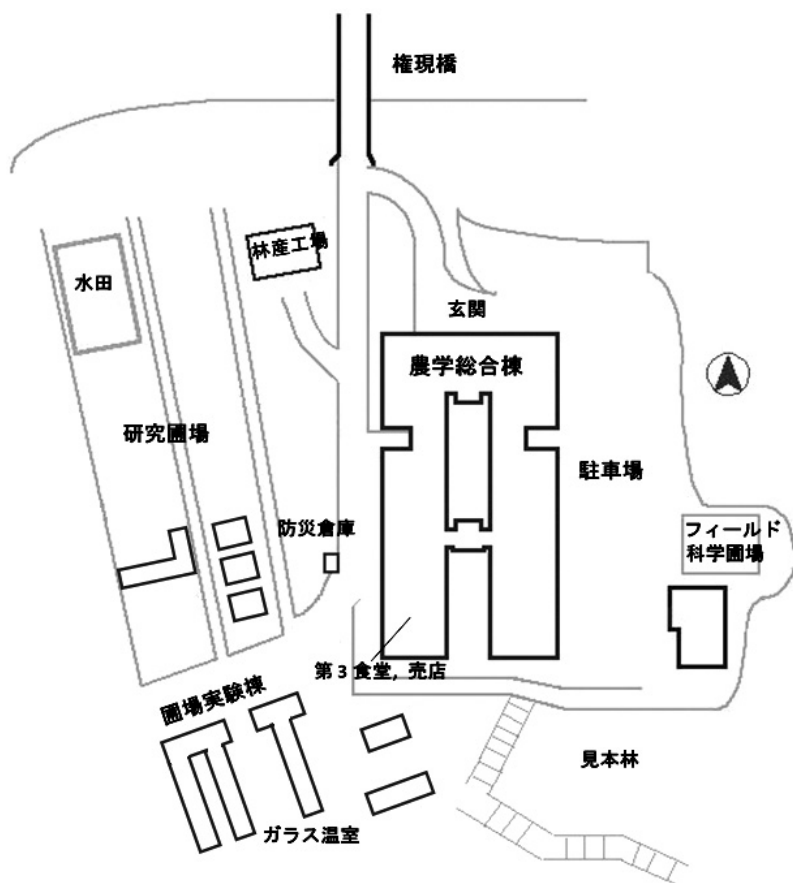 権現橋
林産工場
水田
玄関
農学総合棟
研究圃場
駐車場
防災倉庫
フィールド
科学圃場
第3食堂,売店
圃場実験棟
見本林
ガラス温室